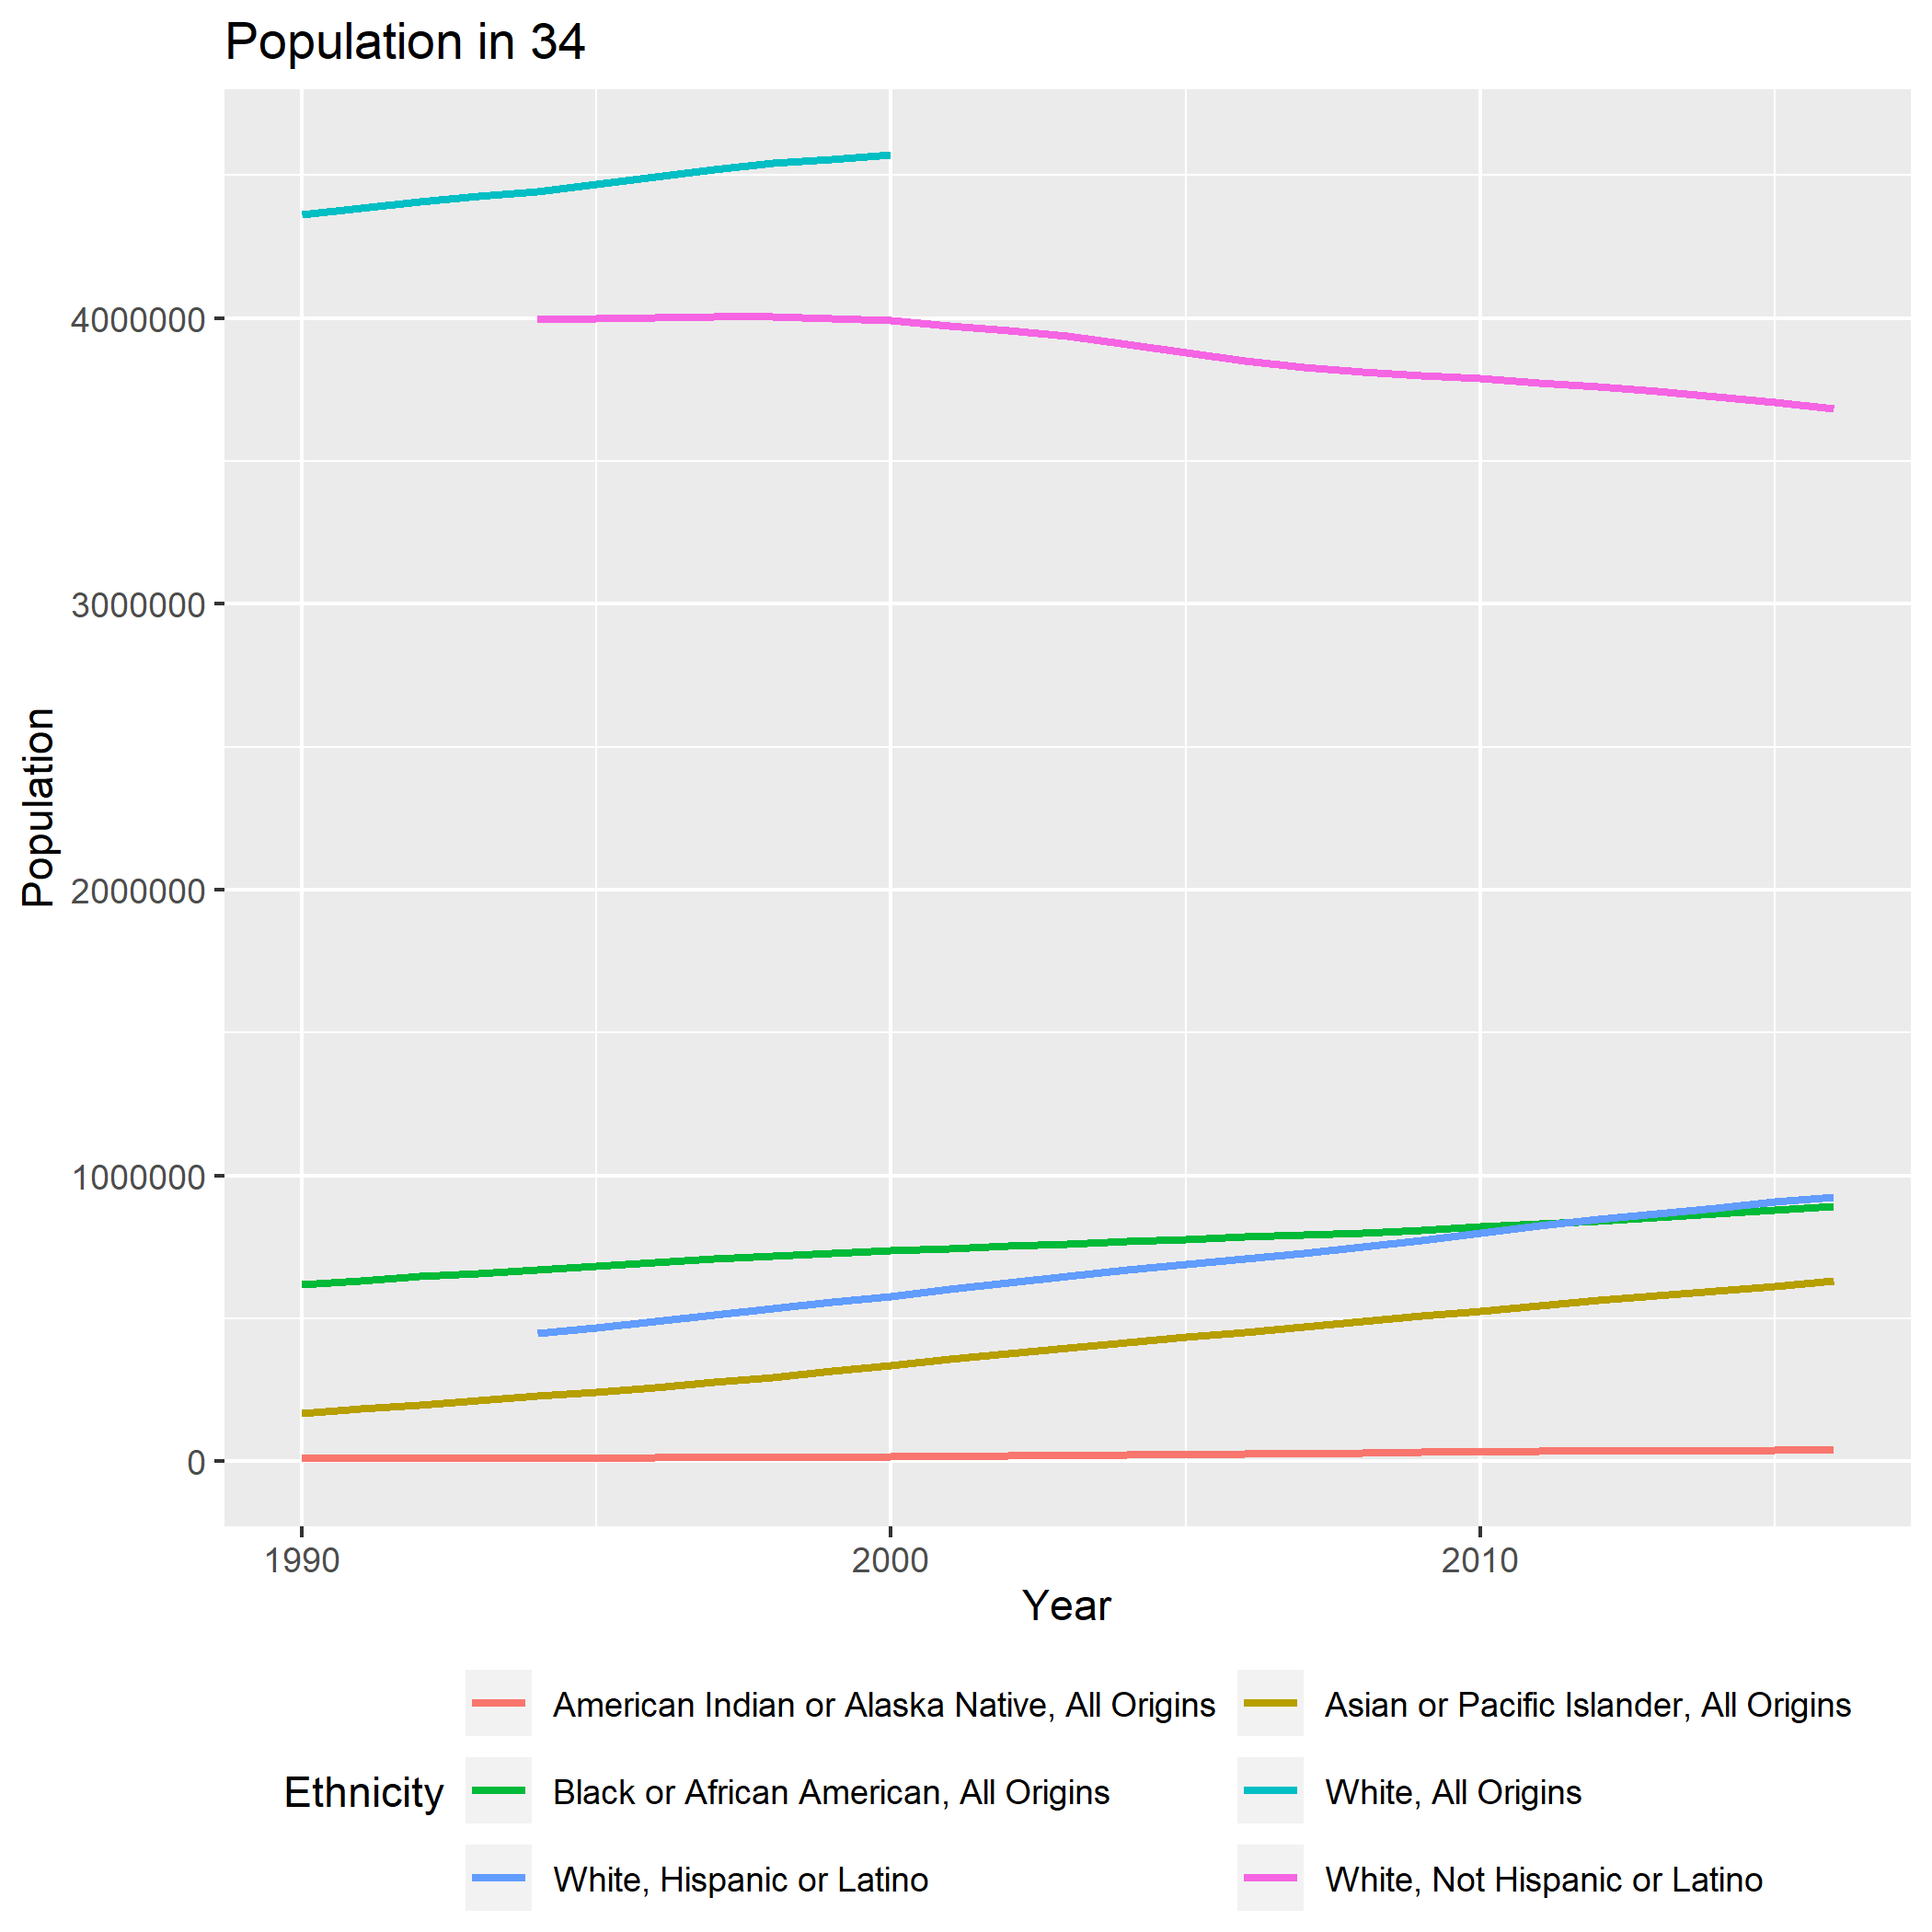 Population in 34
Population
4000000
3000000
2000000
1000000
0
1990 2000 2010
Year
Ethnicity
American Indian or Alaska Native, All Origins
Asian or Pacific Islander, All Origins
Black or African American, All Origins
White, All Origins
White, Hispanic or Latino
White, Not Hispanic or Latino